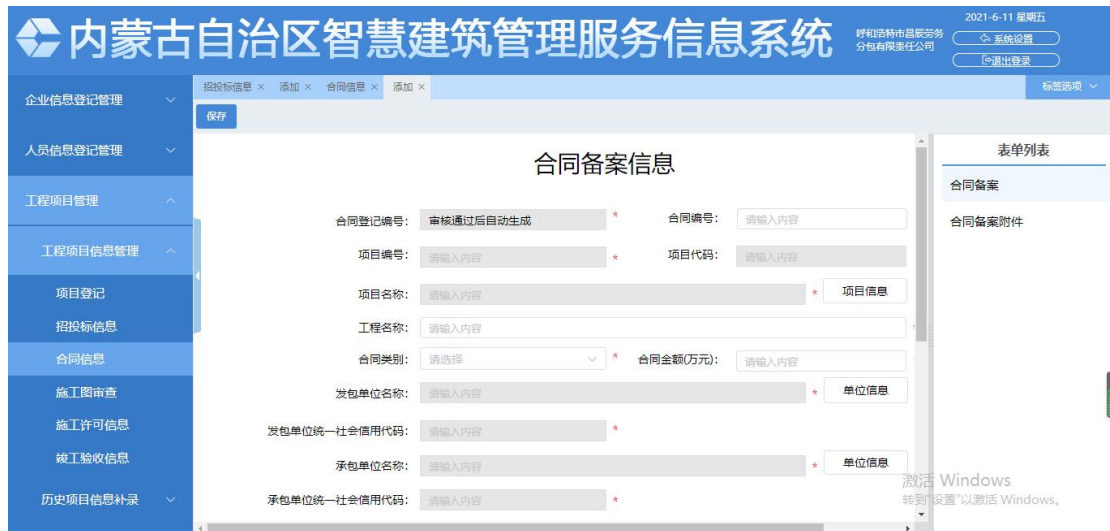 内蒙古自治区智慧建筑管理服务信息系统
呼和浩特市昌辰劳务
分包有限责任公司
2021-6-11 星期五
系统设置
退出登录
企业信息登记管理
人员信息登记管理
工程项目管理
工程项目信息管理
项目登记
招投标信息
合同信息
施工图审查
施工许可信息
竣工验收信息
历史项目信息补录
招投标信息 × 添加 × 合同信息 × 添加 ×
标签选项
保存
合同备案信息
合同登记编号: 审核通过后自动生成 * 合同编号: 请输入内容
项目编号: 请输入内容 * 项目代码: 请输入内容
项目名称: 请输入内容 * 项目信息
工程名称: 请输入内容
合同类别: 请选择 * 合同金额(万元): 请输入内容
发包单位名称: 请输入内容 * 单位信息
发包单位统一社会信用代码: 请输入内容 *
承包单位名称: 请输入内容 * 单位信息
承包单位统一社会信用代码: 请输入内容 *
表单列表
合同备案
合同备案附件
激活 Windows
转到"设置"以激活 Windows。